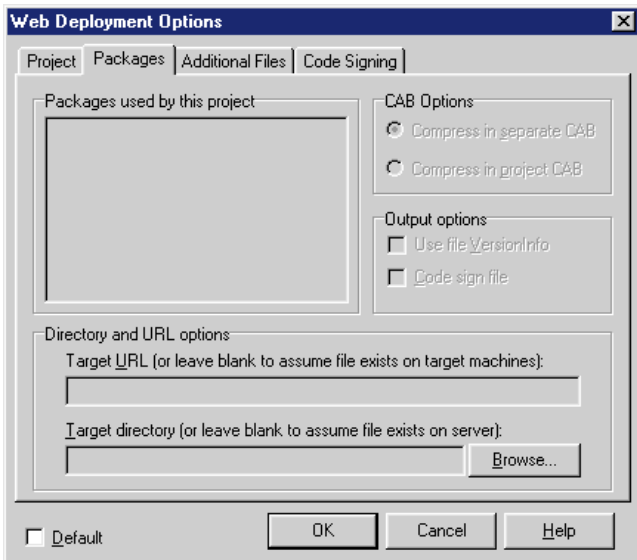 Web Deployment Options
Project Packages Additional Files Code Signing
Packages used by this project
CAB Options
Compress in separate CAB
Compress in project CAB
Output options
Use file VersionInfo
Code sign file
Directory and URL options
Target URL (or leave blank to assume file exists on target machines):
Target directory (or leave blank to assume file exists on server):
Browse...
Default
OK
Cancel
Help